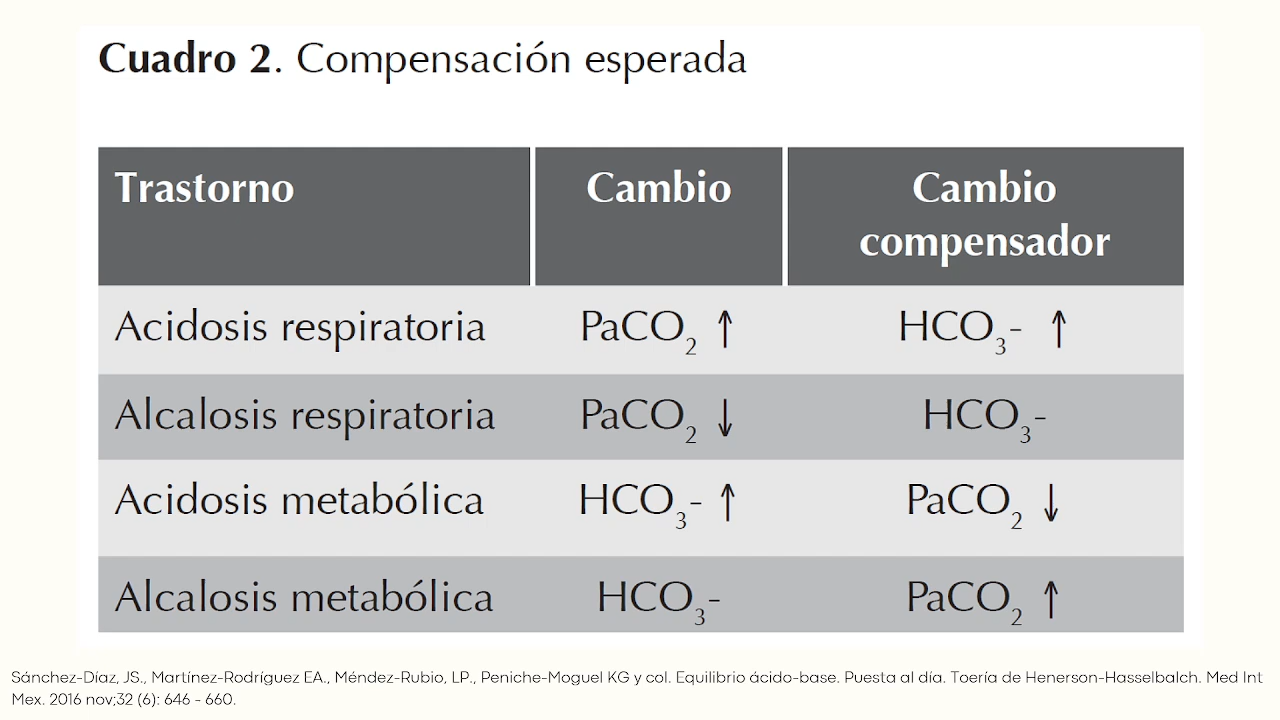 Cuadro 2. Compensación esperada
Trastorno Cambio Cambio
compensador
Acidosis respiratoria PaCO₂ ↑ HCO₃- ↑
Alcalosis respiratoria PaCO₂ ↓ HCO₃-
Acidosis metabólica HCO₃- ↑ PaCO₂ ↓
Alcalosis metabólica HCO₃- PaCO₂ ↑
Sánchez-Díaz, JS., Martínez-Rodríguez EA., Méndez-Rubio, LP., Peniche-Moguel KG y col. Equilibrio ácido-base. Puesta al día. Toería de Henerson-Hasselbalch. Med Int
Mex. 2016 nov;32 (6): 646 - 660.